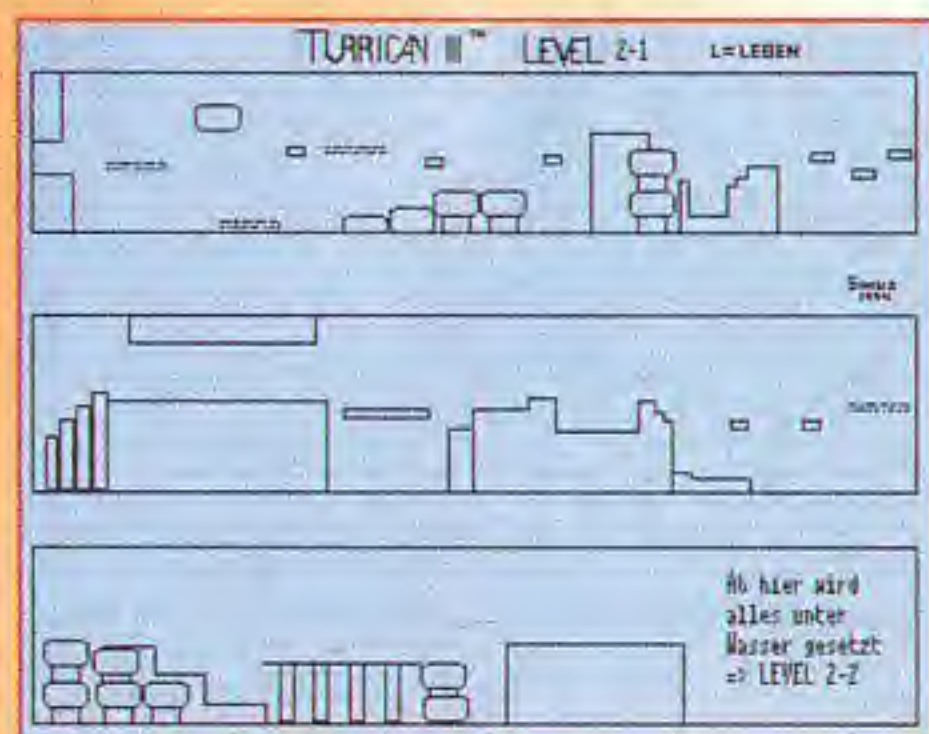 TURRICAN III™ LEVEL 2-1 L=LEBEN
Ab hier wird
alles unter
Wasser gesetzt
=> LEVEL 2-2